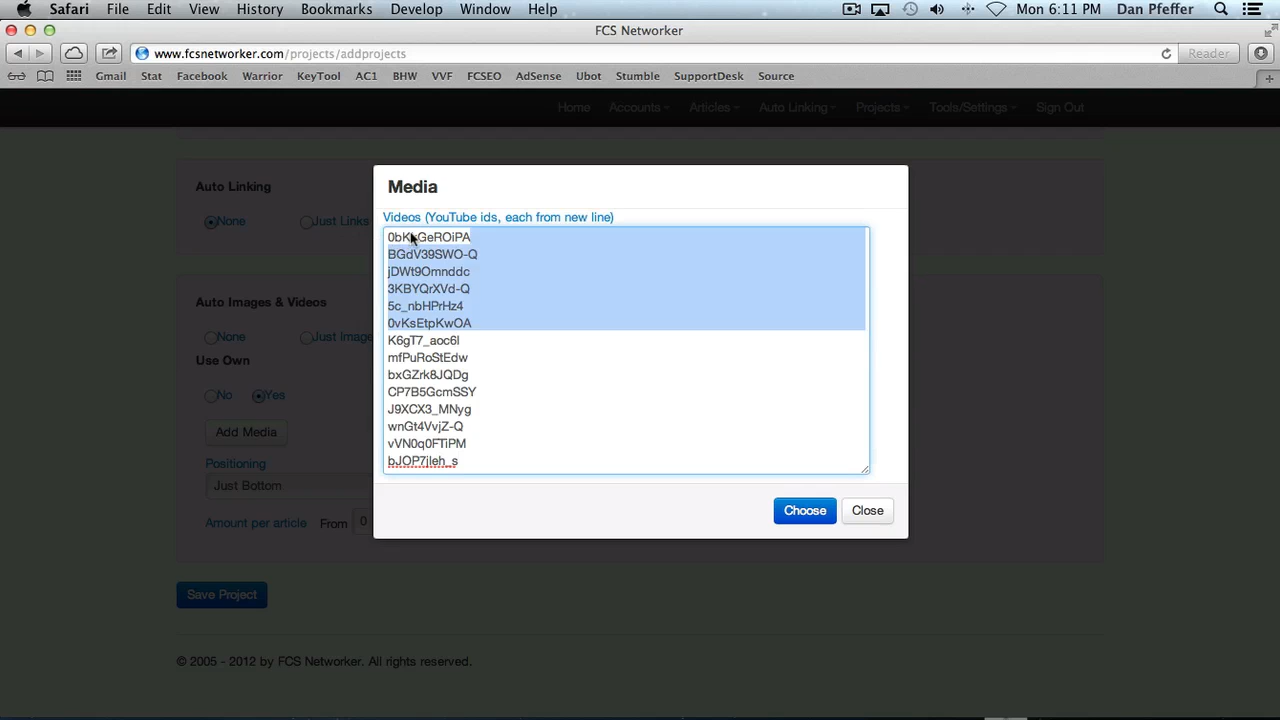 Safari File Edit View History Bookmarks Develop Window Help Mon 6:11 PM Dan Pfeffer
FCS Networker
www.fcsnetworker.com/projects/addprojects Reader
Gmail Stat Facebook Warrior KeyTool AC1 BHW VVF FCSEO AdSense Ubot Stumble SupportDesk Source
Home Accounts Articles Auto Linking Projects Tools/Settings Sign Out
Auto Linking
None Just Links
Auto Images & Videos
None Just Image
Use Own
No Yes
Add Media
Positioning
Just Bottom
Amount per article From 0
Save Project
© 2005 - 2012 by FCS Networker. All rights reserved.
Media
Videos (YouTube ids, each from new line)
BGdV39SWO-Q
jDWt9Omnddc
3KBYQrXVd-Q
5c_nbHPrHz4
0vKsEtpKwOA
K6gT7_aoc6I
mfPuRoStEdw
bxGZrk8JQDg
CP7B5GcmSSY
J9XCX3_MNyg
wnGt4VvjZ-Q
vVN0q0FTiPM
bJOP7jleh_s
Choose Close